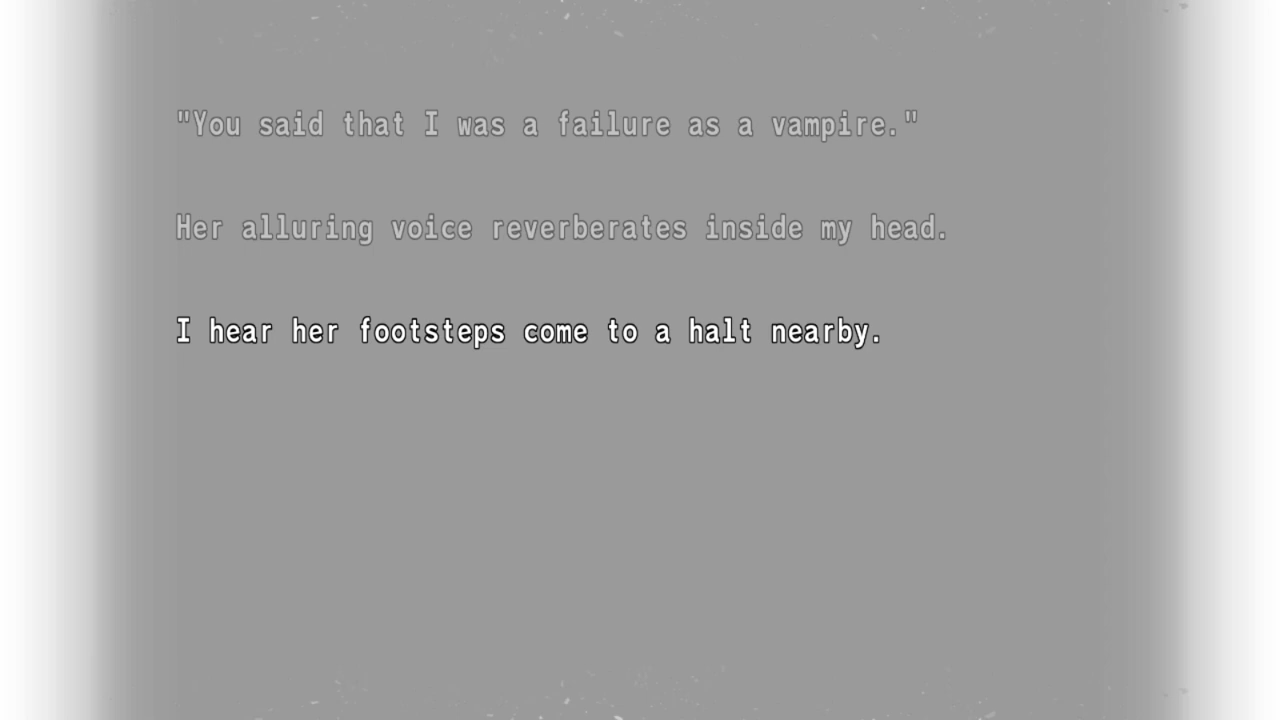 "You said that I was a failure as a vampire."
Her alluring voice reverberates inside my head.
I hear her footsteps come to a halt nearby.